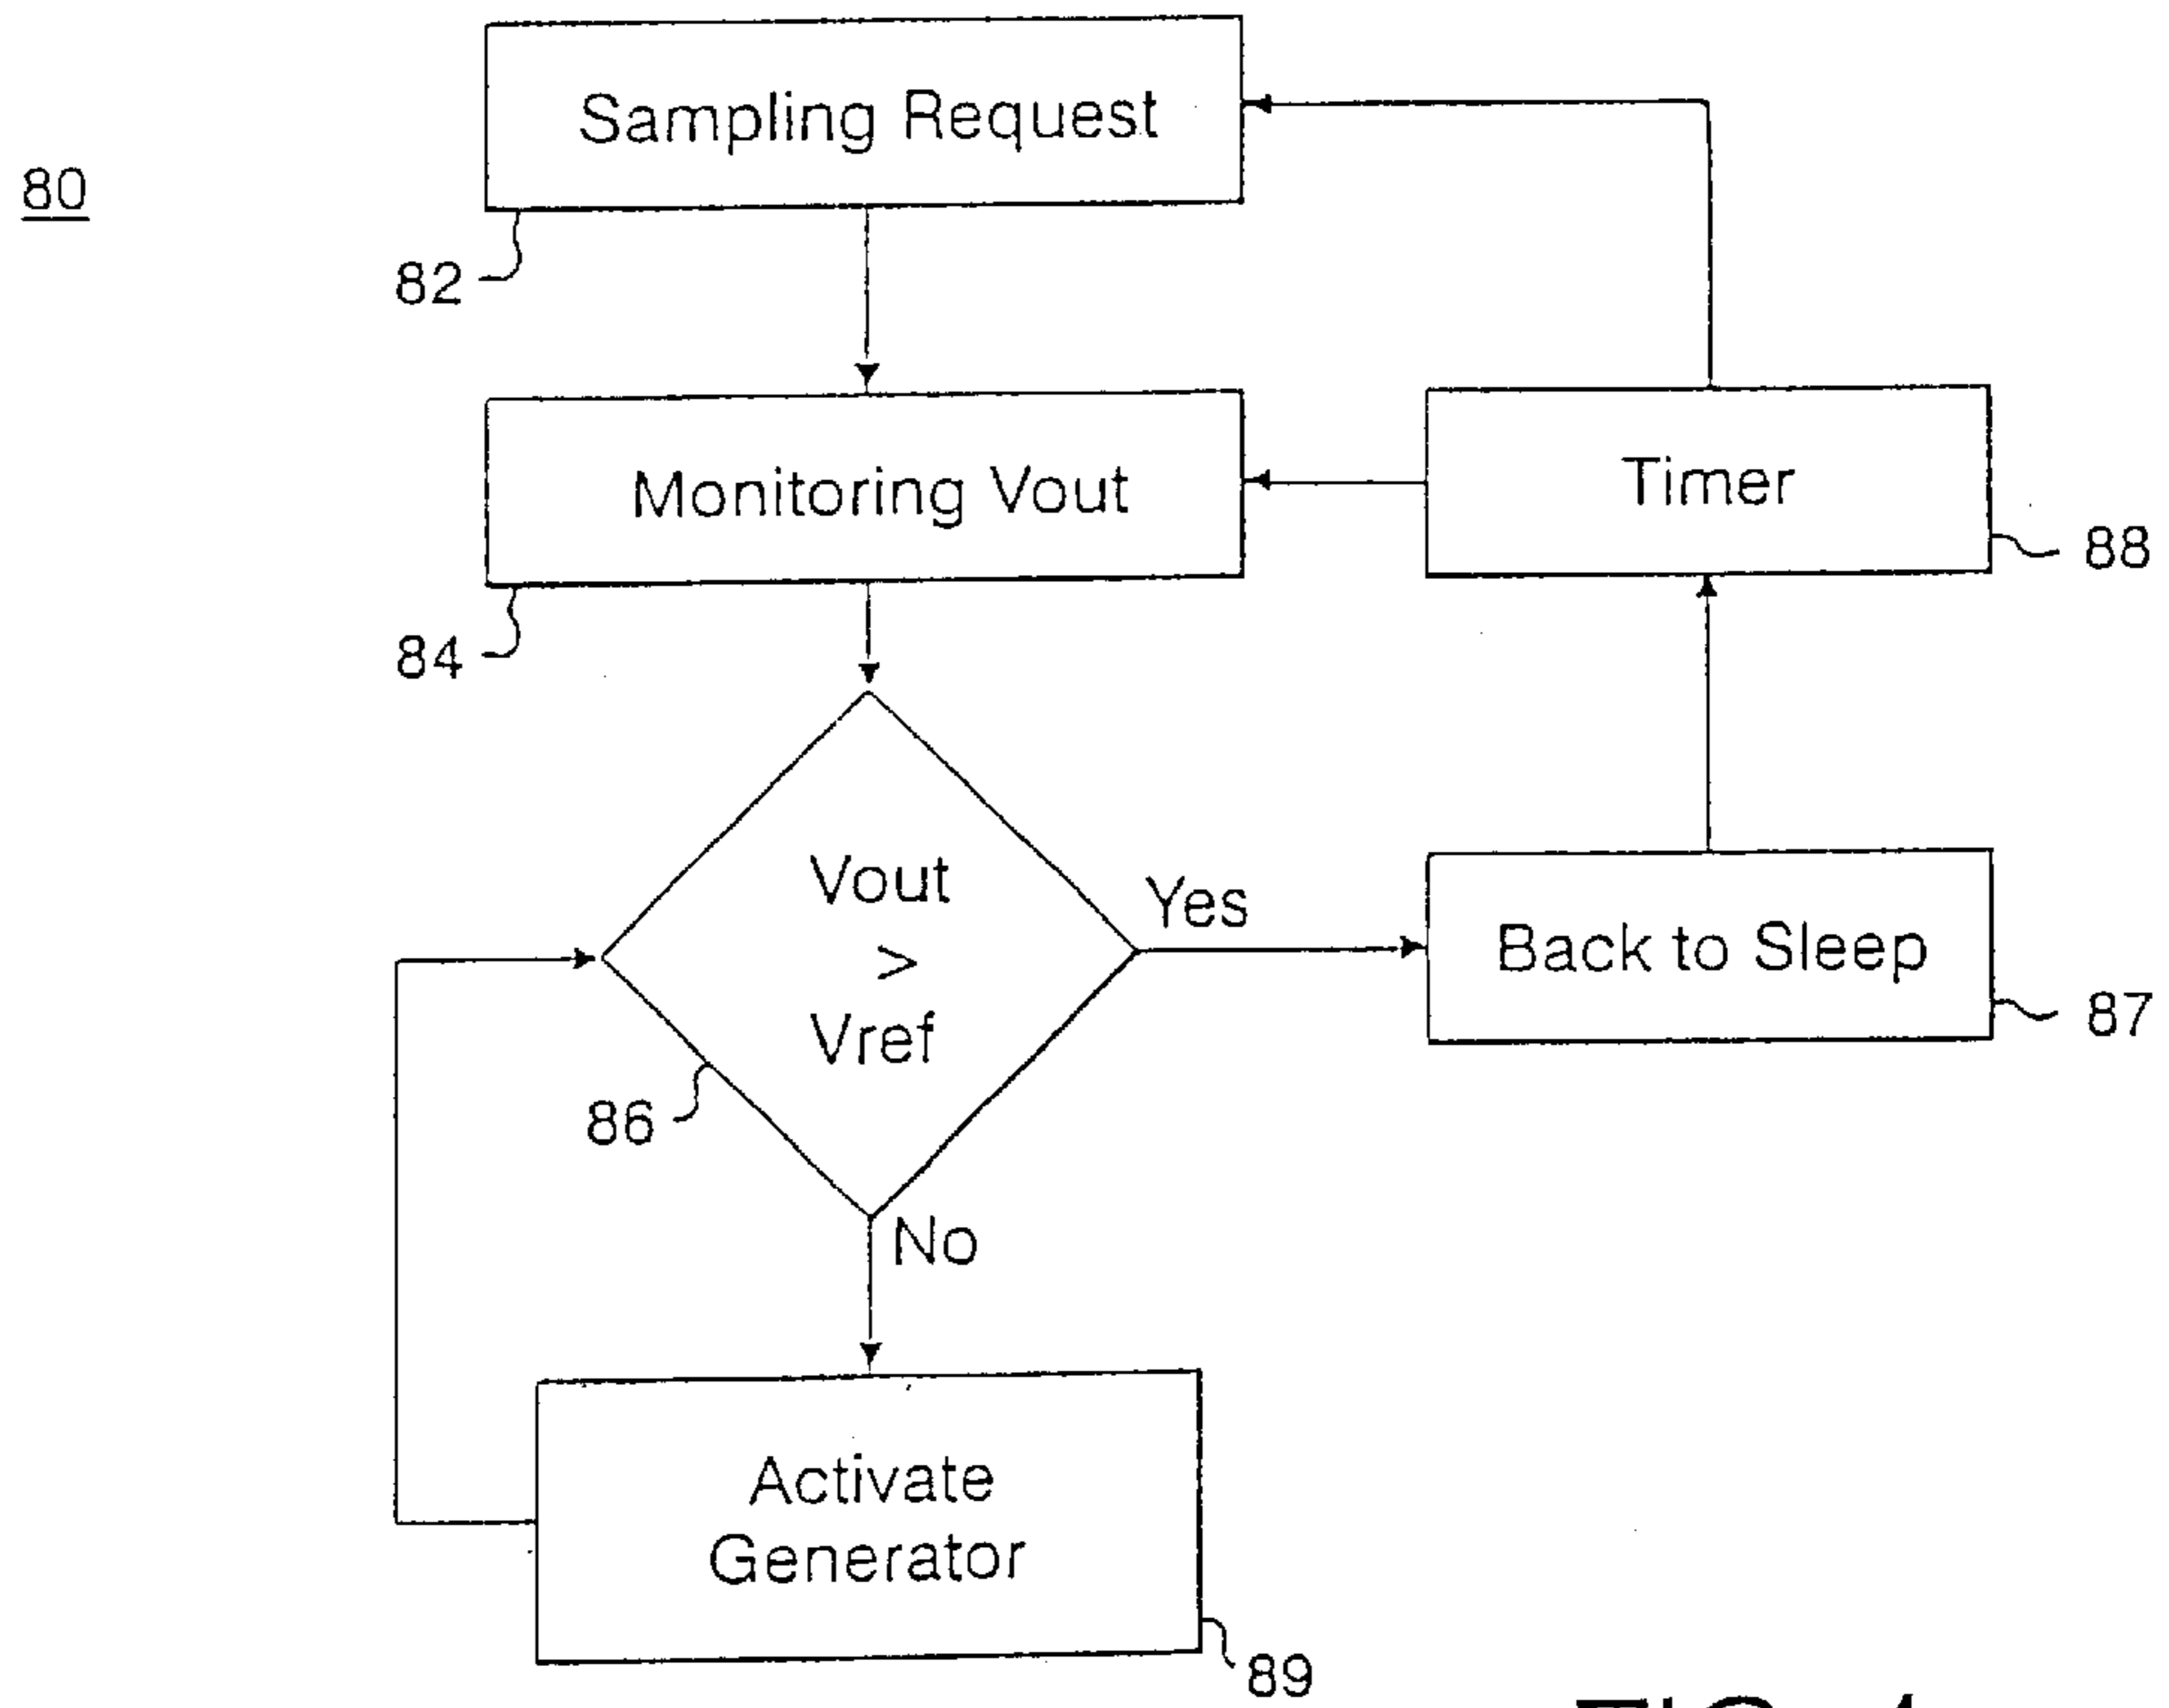 80
Sampling Request
82
Monitoring Vout
Timer
88
84
Vout
>
Vref
Yes
Back to Sleep
87
86
No
Activate
Generator
89